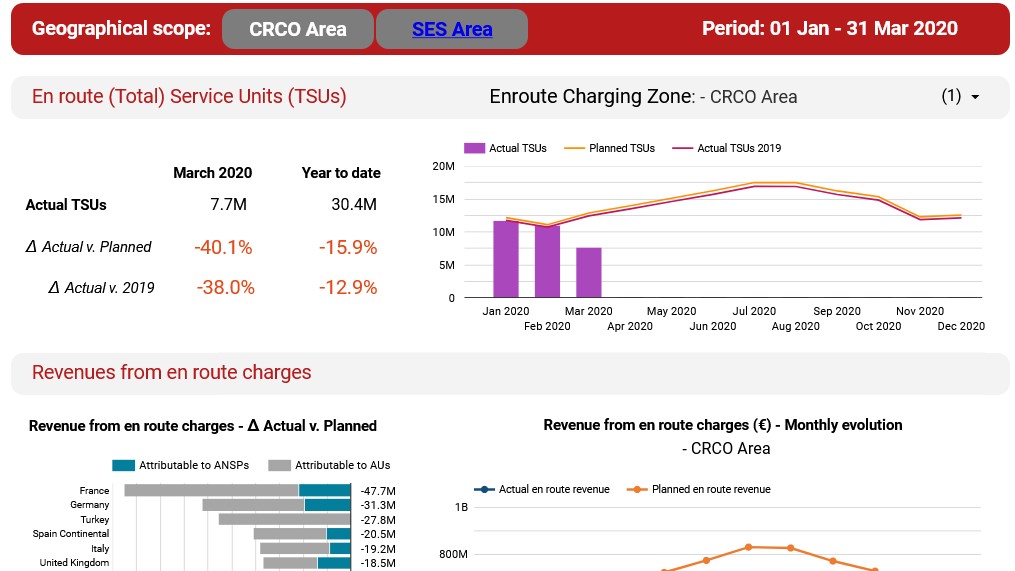 Geographical scope: CRCO Area SES Area Period: 01 Jan - 31 Mar 2020
En route (Total) Service Units (TSUs) Enroute Charging Zone: - CRCO Area (1)
Actual TSUs Planned TSUs Actual TSUs 2019
March 2020 Year to date
Actual TSUs 7.7M 30.4M
Δ Actual v. Planned -40.1% -15.9%
Δ Actual v. 2019 -38.0% -12.9%
20M
15M
10M
5M
0
Jan 2020 Mar 2020 May 2020 Jul 2020 Sep 2020 Nov 2020
Feb 2020 Apr 2020 Jun 2020 Aug 2020 Oct 2020 Dec 2020
Revenues from en route charges
Revenue from en route charges - Δ Actual v. Planned
Attributable to ANSPs Attributable to AUs
France -47.7M
Germany -31.3M
Turkey -27.8M
Spain Continental -20.5M
Italy -19.2M
United Kingdom -18.5M
Revenue from en route charges (€) - Monthly evolution
- CRCO Area
Actual en route revenue Planned en route revenue
1B
800M